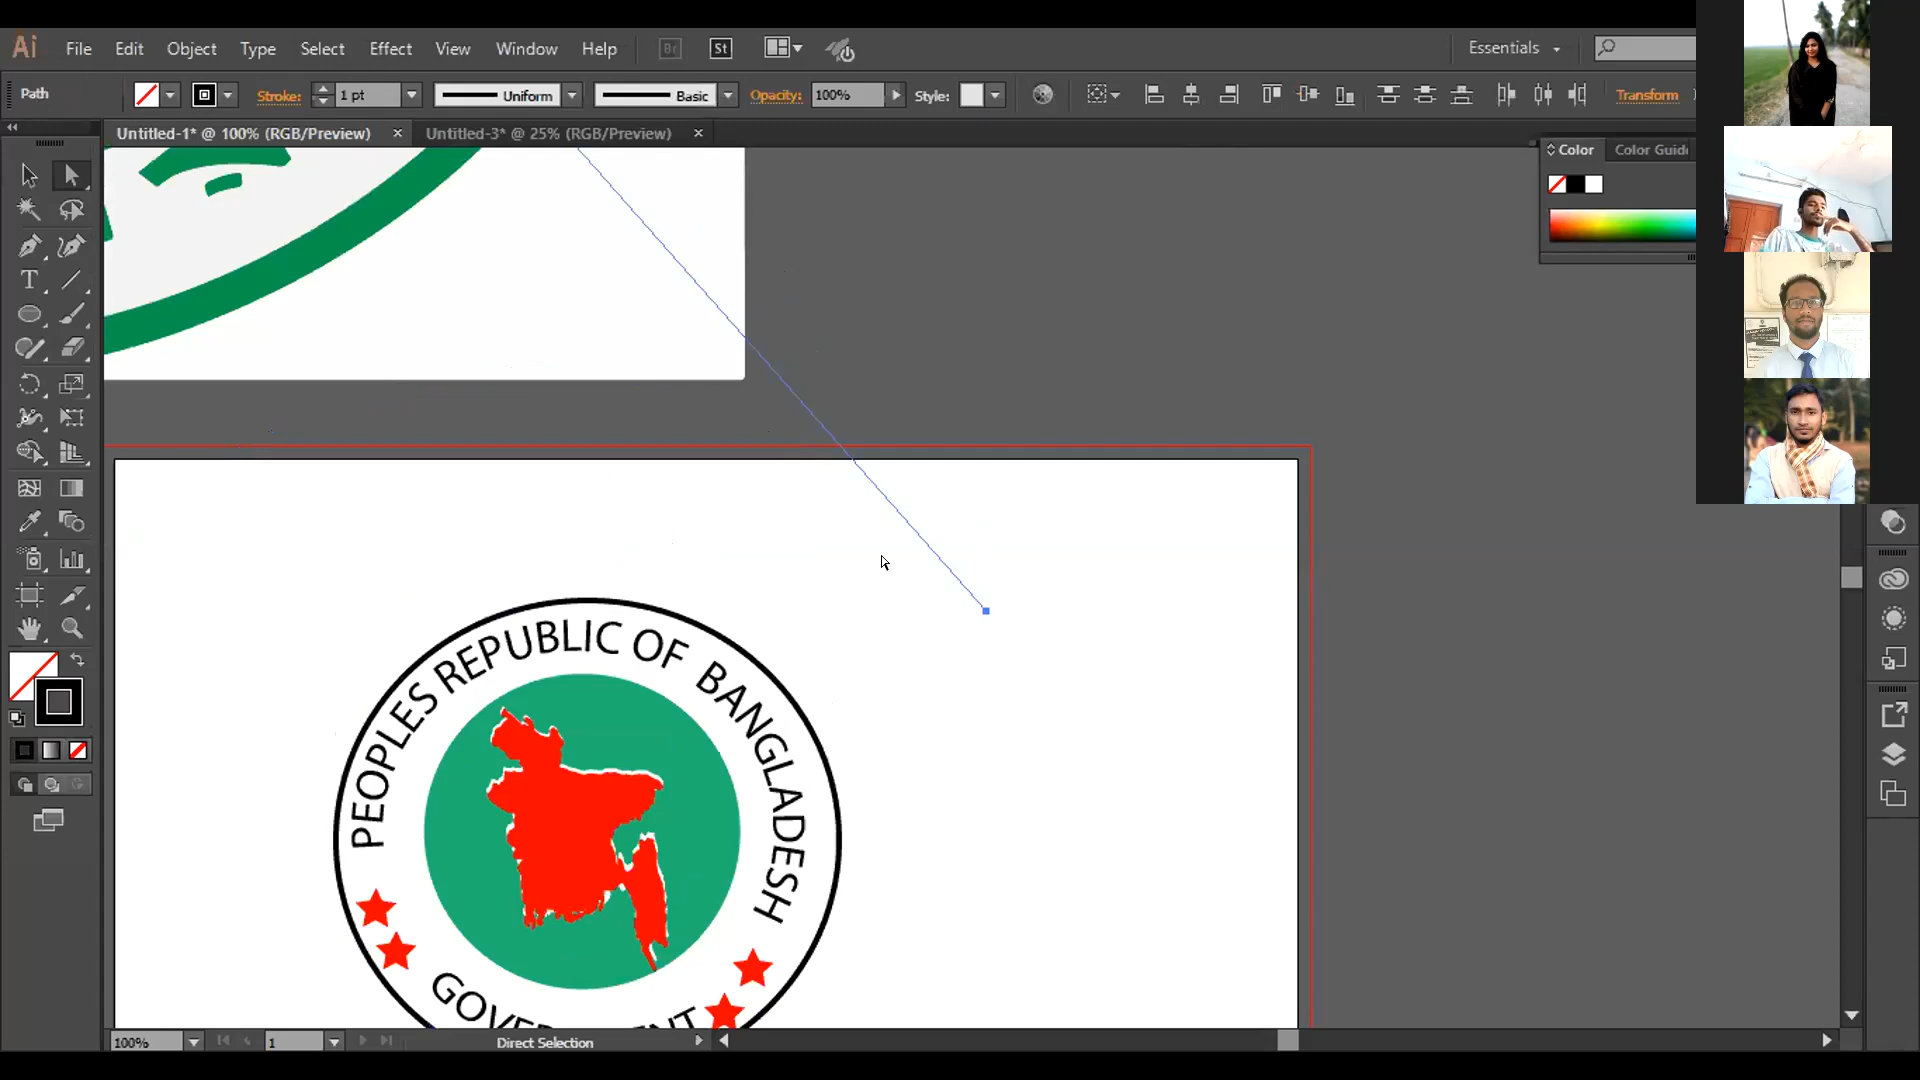 Ai File Edit Object Type Select Effect View Window Help Br St Essentials
Path Stroke: 1 pt Uniform Basic Opacity: 100% Style: Transform
Untitled-1* @ 100% (RGB/Preview) × Untitled-3* @ 25% (RGB/Preview) ×
Color Color Guide
T
PEOPLES REPUBLIC OF BANGLADESH
GOVERNMENT
100% 1 Direct Selection